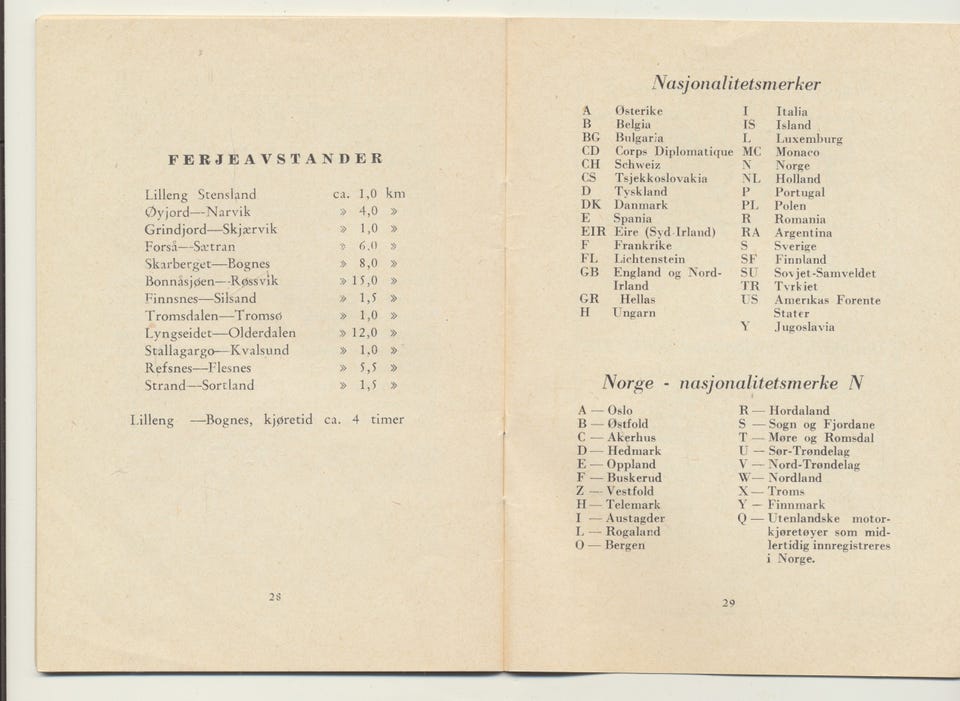 FERJEAVSTANDER
Lilleng Stensland ca. 1,0 km
Øyjord—Narvik » 4,0 »
Grindjord—Skjærvik » 1,0 »
Forså—Sætran » 6.0 »
Skarberget—Bognes » 8,0 »
Bonnåsjøen—Røssvik » 15,0 »
Finnsnes—Silsand » 1,5 »
Tromsdalen—Tromsø » 1,0 »
Lyngseidet—Olderdalen » 12,0 »
Stallagargo—Kvalsund » 1,0 »
Refsnes—Flesnes » 5,5 »
Strand—Sortland » 1,5 »
Lilleng —Bognes, kjøretid ca. 4 timer
28
Nasjonalitetsmerker
A Østerike
B Belgia
BG Bulgaria
CD Corps Diplomatique
CH Schweiz
CS Tsjekkoslovakia
D Tyskland
DK Danmark
E Spania
EIR Eire (Syd-Irland)
F Frankrike
FL Lichtenstein
GB England og Nord-
Irland
GR Hellas
H Ungarn
I Italia
IS Island
L Luxemburg
MC Monaco
N Norge
NL Holland
P Portugal
PL Polen
R Romania
RA Argentina
S Sverige
SF Finnland
SU Sovjet-Samveldet
TR Tyrkiet
US Amerikas Forente
Stater
Y Jugoslavia
Norge - nasjonalitetsmerke N
A — Oslo
B — Østfold
C — Akerhus
D — Hedmark
E — Oppland
F — Buskerud
Z — Vestfold
H — Telemark
I — Austagder
L — Rogaland
O — Bergen
R — Hordaland
S — Sogn og Fjordane
T — Møre og Romsdal
U — Sør-Trøndelag
V — Nord-Trøndelag
W — Nordland
X — Troms
Y — Finnmark
Q — Utenlandske motor-
kjøretøyer som mid-
lertidig innregistreres
i Norge.
29